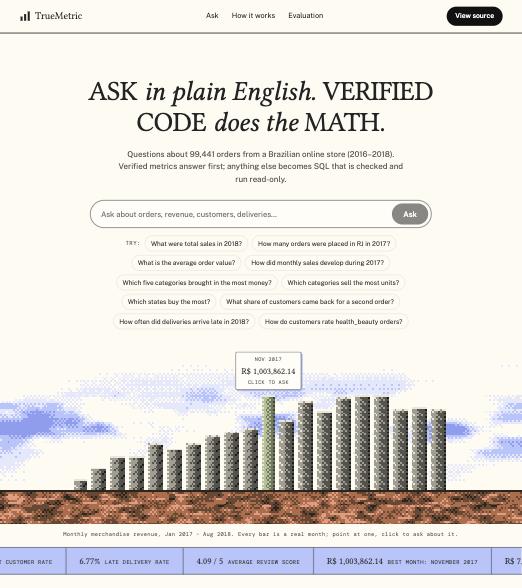 TrueMetric
Ask How it works Evaluation
View source
ASK in plain English. VERIFIED
CODE does the MATH.
Questions about 99,441 orders from a Brazilian online store (2016–2018).
Verified metrics answer first; anything else becomes SQL that is checked and
run read-only.
Ask about orders, revenue, customers, deliveries...
Ask
TRY: What were total sales in 2018? How many orders were placed in RJ in 2017?
What is the average order value? How did monthly sales develop during 2017?
Which five categories brought in the most money? Which categories sell the most units?
Which states buy the most? What share of customers came back for a second order?
How often did deliveries arrive late in 2018? How do customers rate health_beauty orders?
NOV 2017
R$ 1,003,862.14
CLICK TO ASK
Monthly merchandise revenue, Jan 2017 – Aug 2018. Every bar is a real month; point at one, click to ask about it.
T CUSTOMER RATE 6.77% LATE DELIVERY RATE 4.09 / 5 AVERAGE REVIEW SCORE R$ 1,003,862.14 BEST MONTH: NOVEMBER 2017 R$ 7